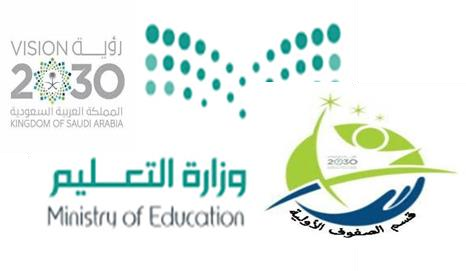 VISION رؤية
2030
المملكة العربية السعودية
KINGDOM OF SAUDI ARABIA
وزارة التعليم
Ministry of Education
2030
قسم الصفوف الأولية